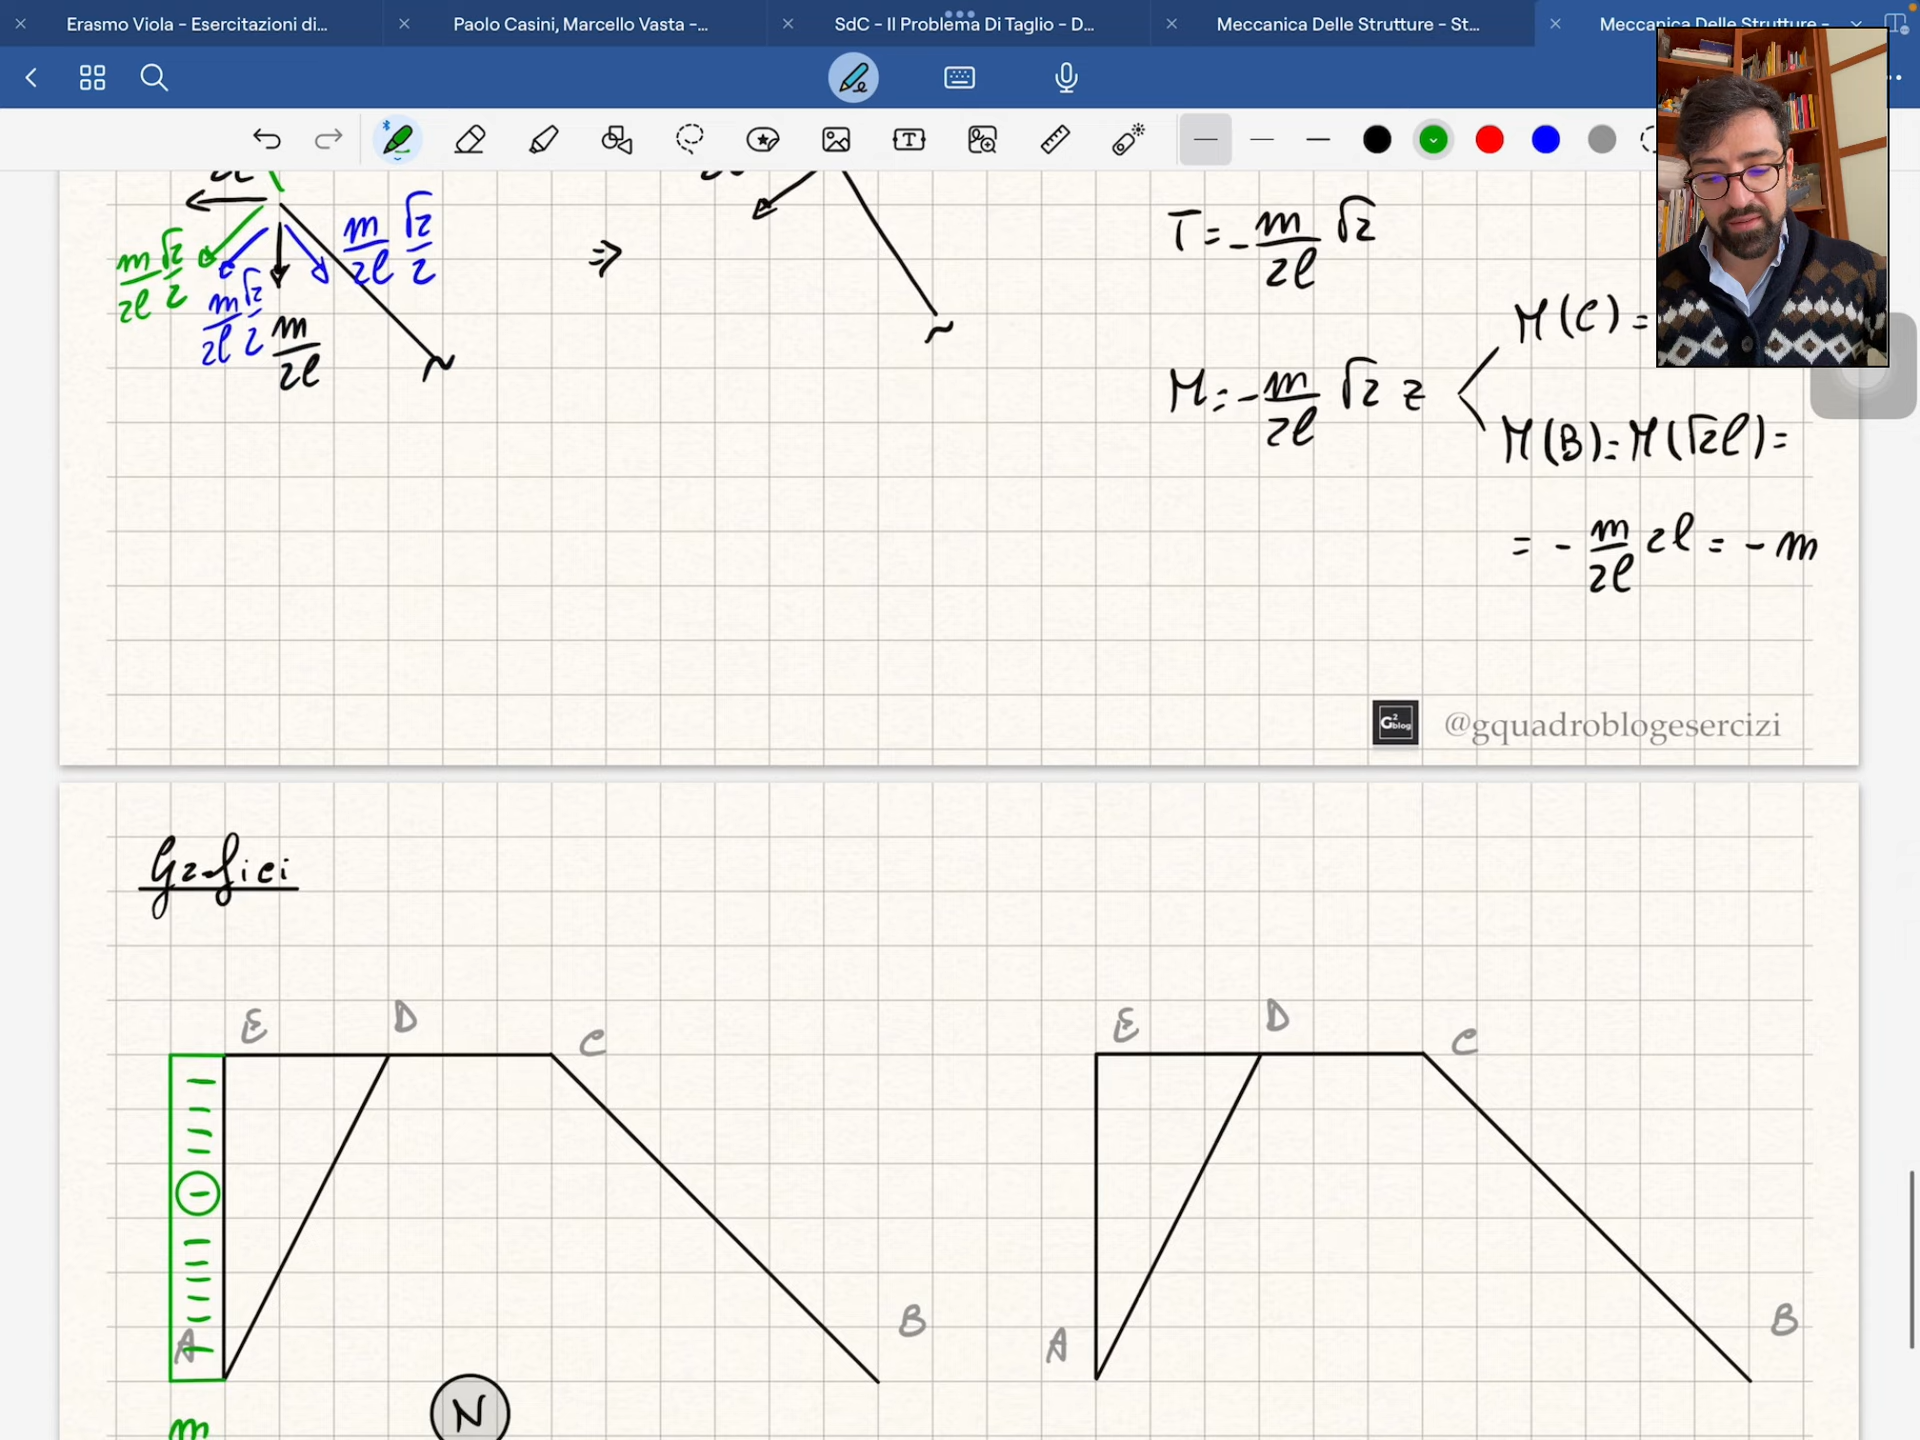 Erasmo Viola - Esercitazioni di...
Paolo Casini, Marcello Vasta -...
SdC - Il Problema Di Taglio - D...
Meccanica Delle Strutture - St...
Meccanica Delle Strutture -
m/2l √2/2
m/2l √2/2
m/2l √2/2
m/2l
⇒
T = - m/2l √2
M(C) =
M = - m/2l √2 z
M(B) = M(√2l) =
= - m/2l 2l = - m
G2blog
@gquadroblogesercizi
Grafici
E D C
E D C
A B
A B
N
m